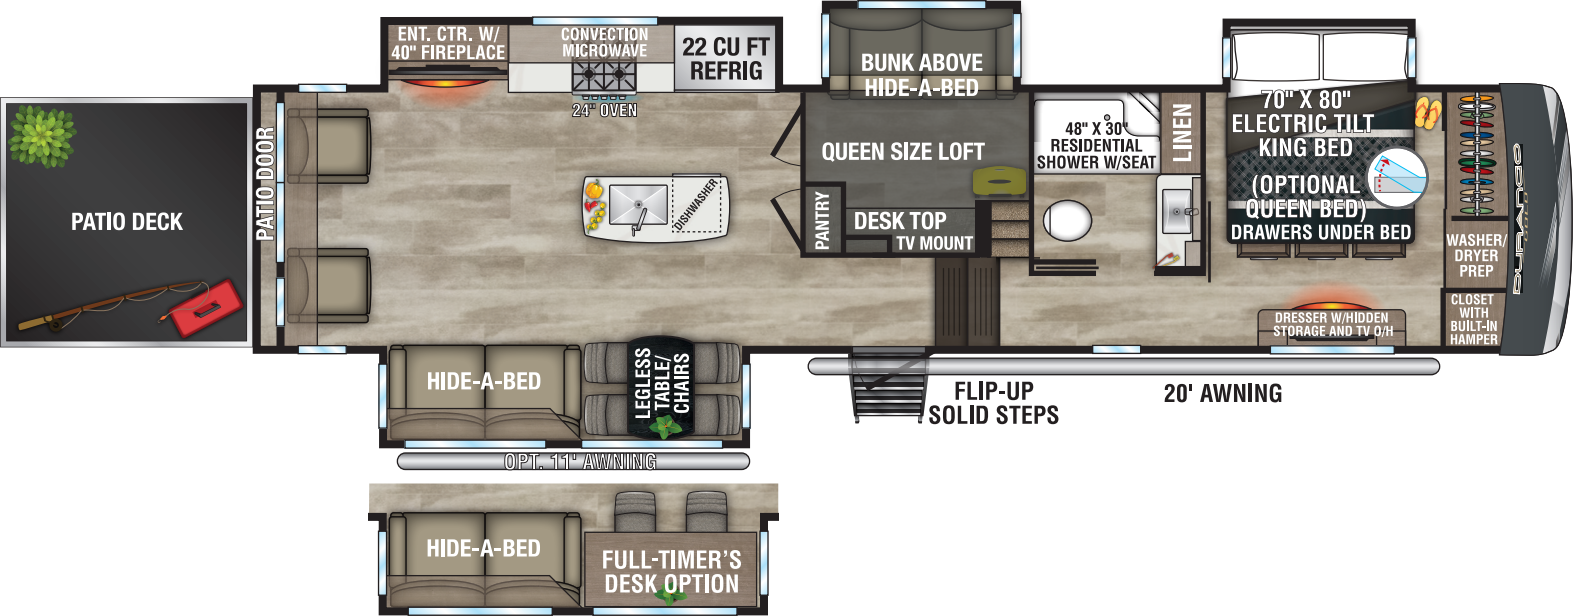 ENT. CTR. W/
40" FIREPLACE
CONVECTION
MICROWAVE
22 CU FT
REFRIG
24" OVEN
BUNK ABOVE
HIDE-A-BED
QUEEN SIZE LOFT
48" X 30"
RESIDENTIAL
SHOWER W/SEAT
LINEN
70" X 80"
ELECTRIC TILT
KING BED
(OPTIONAL
QUEEN BED)
DRAWERS UNDER BED
PATIO DECK
PATIO DOOR
DISHWASHER
PANTRY
DESK TOP
TV MOUNT
WASHER/
DRYER
PREP
CLOSET
WITH
BUILT-IN
HAMPER
DURANGO
GOLD
DRESSER W/HIDDEN
STORAGE AND TV O/H
HIDE-A-BED
LEGLESS
TABLE/
CHAIRS
FLIP-UP
SOLID STEPS
20' AWNING
OPT. 11' AWNING
HIDE-A-BED
FULL-TIMER'S
DESK OPTION